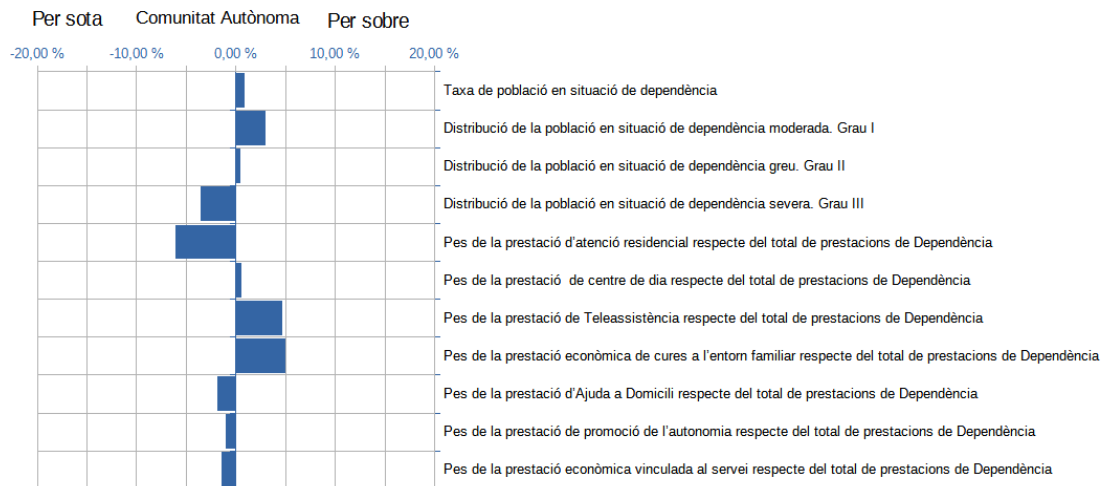 Per sota Comunitat Autònoma Per sobre
-20,00 % -10,00 % 0,00 % 10,00 % 20,00 %
Taxa de població en situació de dependència
Distribució de la població en situació de dependència moderada. Grau I
Distribució de la població en situació de dependència greu. Grau II
Distribució de la població en situació de dependència severa. Grau III
Pes de la prestació d’atenció residencial respecte del total de prestacions de Dependència
Pes de la prestació  de centre de dia respecte del total de prestacions de Dependència
Pes de la prestació de Teleassistència respecte del total de prestacions de Dependència
Pes de la prestació econòmica de cures a l’entorn familiar respecte del total de prestacions de Dependència
Pes de la prestació d’Ajuda a Domicili respecte del total de prestacions de Dependència
Pes de la prestació de promoció de l’autonomia respecte del total de prestacions de Dependència
Pes de la prestació econòmica vinculada al servei respecte del total de prestacions de Dependència